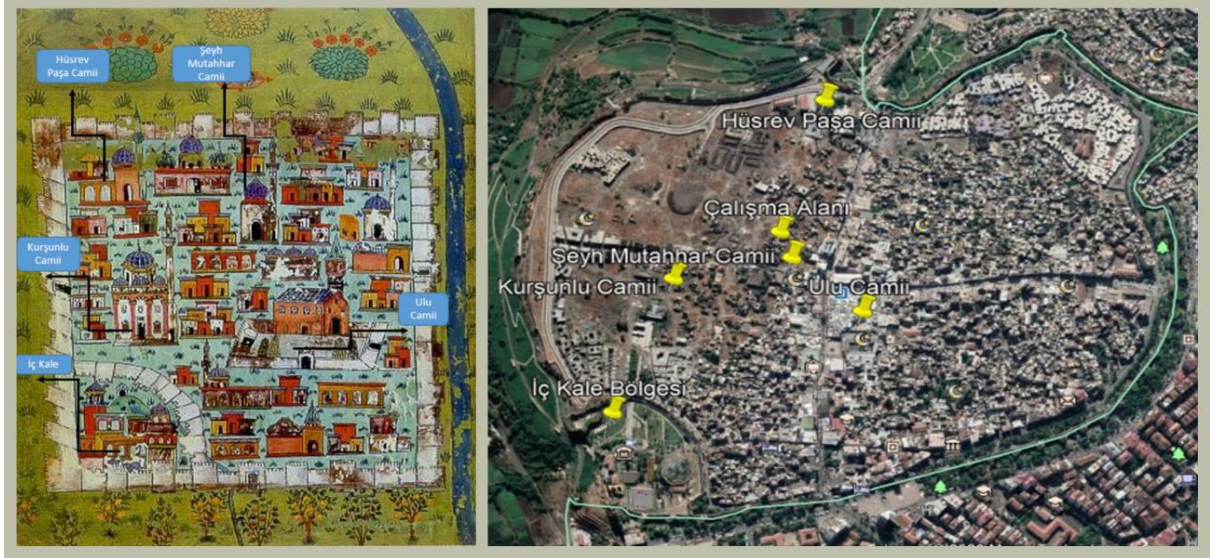 Hüsrev
Paşa Camii
Şeyh
Mutahhar
Camii
Kurşunlu
Camii
Ulu
Camii
İç Kale
Hüsrev Paşa Camii
Çalışma Alanı
Şeyh Mutahhar Camii
Kurşunlu Camii
Ulu Camii
İç Kale Bölgesi